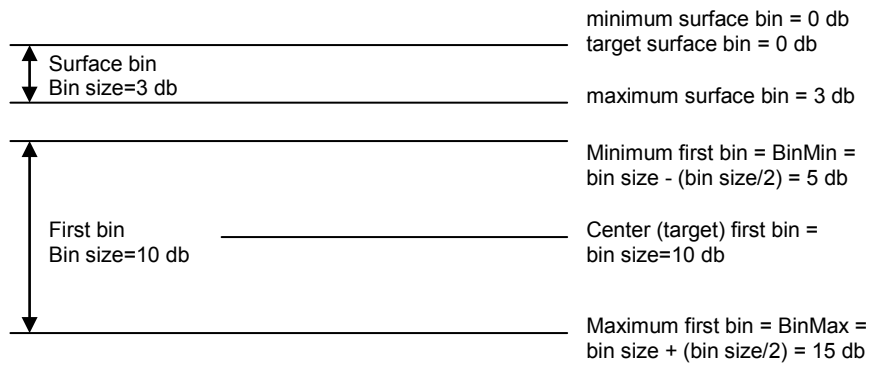 minimum surface bin = 0 db
target surface bin = 0 db
Surface bin
Bin size=3 db
maximum surface bin = 3 db
Minimum first bin = BinMin =
bin size - (bin size/2) = 5 db
First bin
Bin size=10 db
Center (target) first bin =
bin size=10 db
Maximum first bin = BinMax =
bin size + (bin size/2) = 15 db